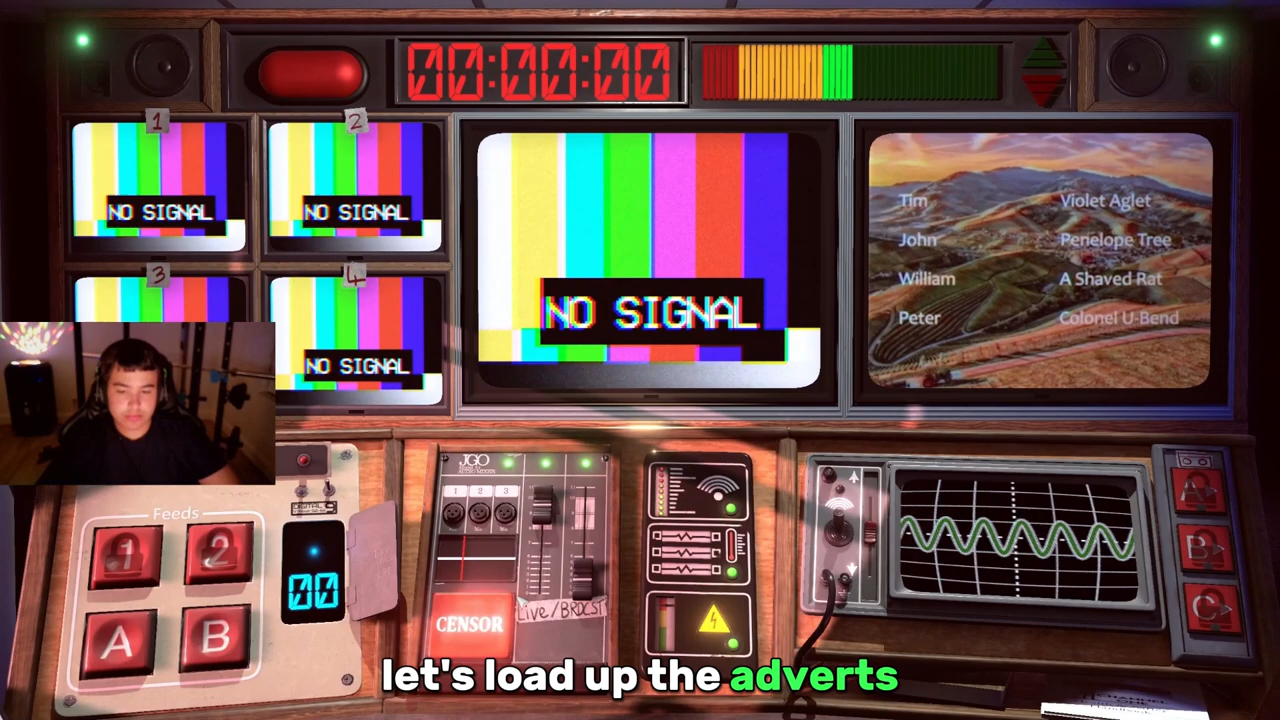 00:00:00
1
2
NO SIGNAL
NO SIGNAL
3
4
NO SIGNAL
NO SIGNAL
Tim Violet Aglet
John Penelope Tree
William A Shaved Rat
Peter Colonel U-Bend
Feeds
1 2
A B
00
JGO
1 2 3
CENSOR
Live/BRDCST
A
B
C
let's load up the adverts